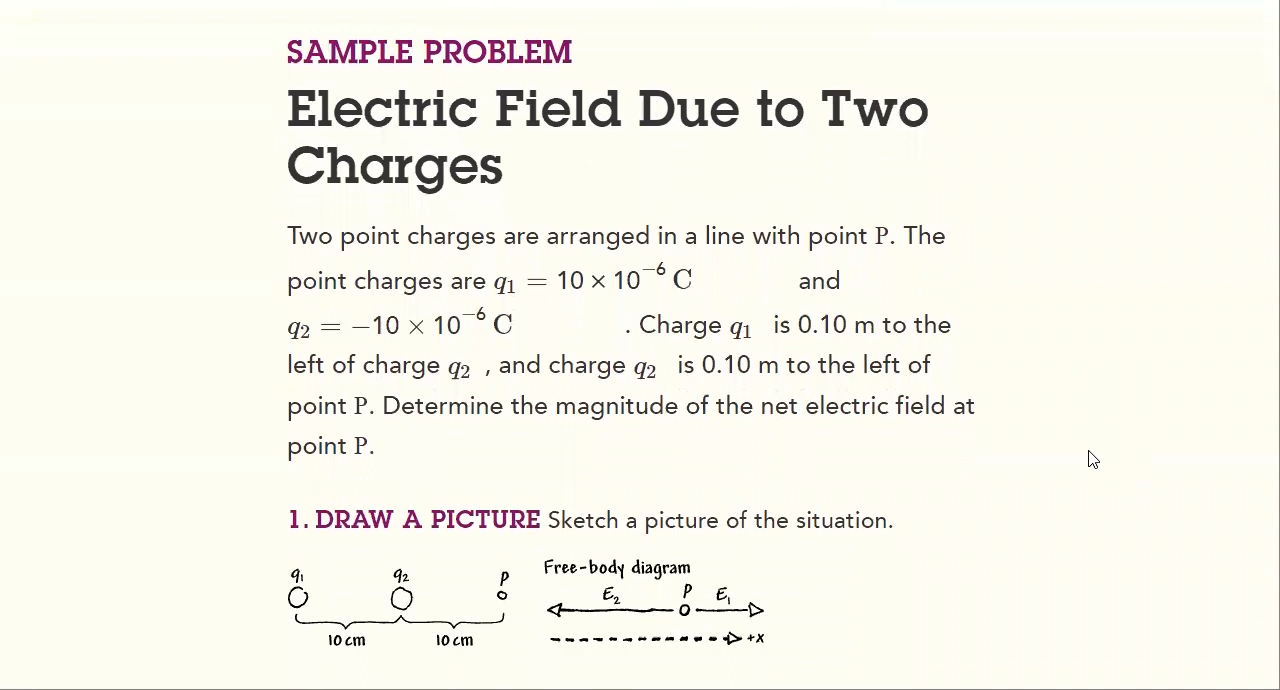 SAMPLE PROBLEM
Electric Field Due to Two
Charges
Two point charges are arranged in a line with point P. The
point charges are q₁ = 10 × 10⁻⁶ C and
q₂ = −10 × 10⁻⁶ C . Charge q₁ is 0.10 m to the
left of charge q₂ , and charge q₂ is 0.10 m to the left of
point P. Determine the magnitude of the net electric field at
point P.
1. DRAW A PICTURE Sketch a picture of the situation.
Free-body diagram
q₁ q₂ P E₂ P E₁
10 cm 10 cm +x